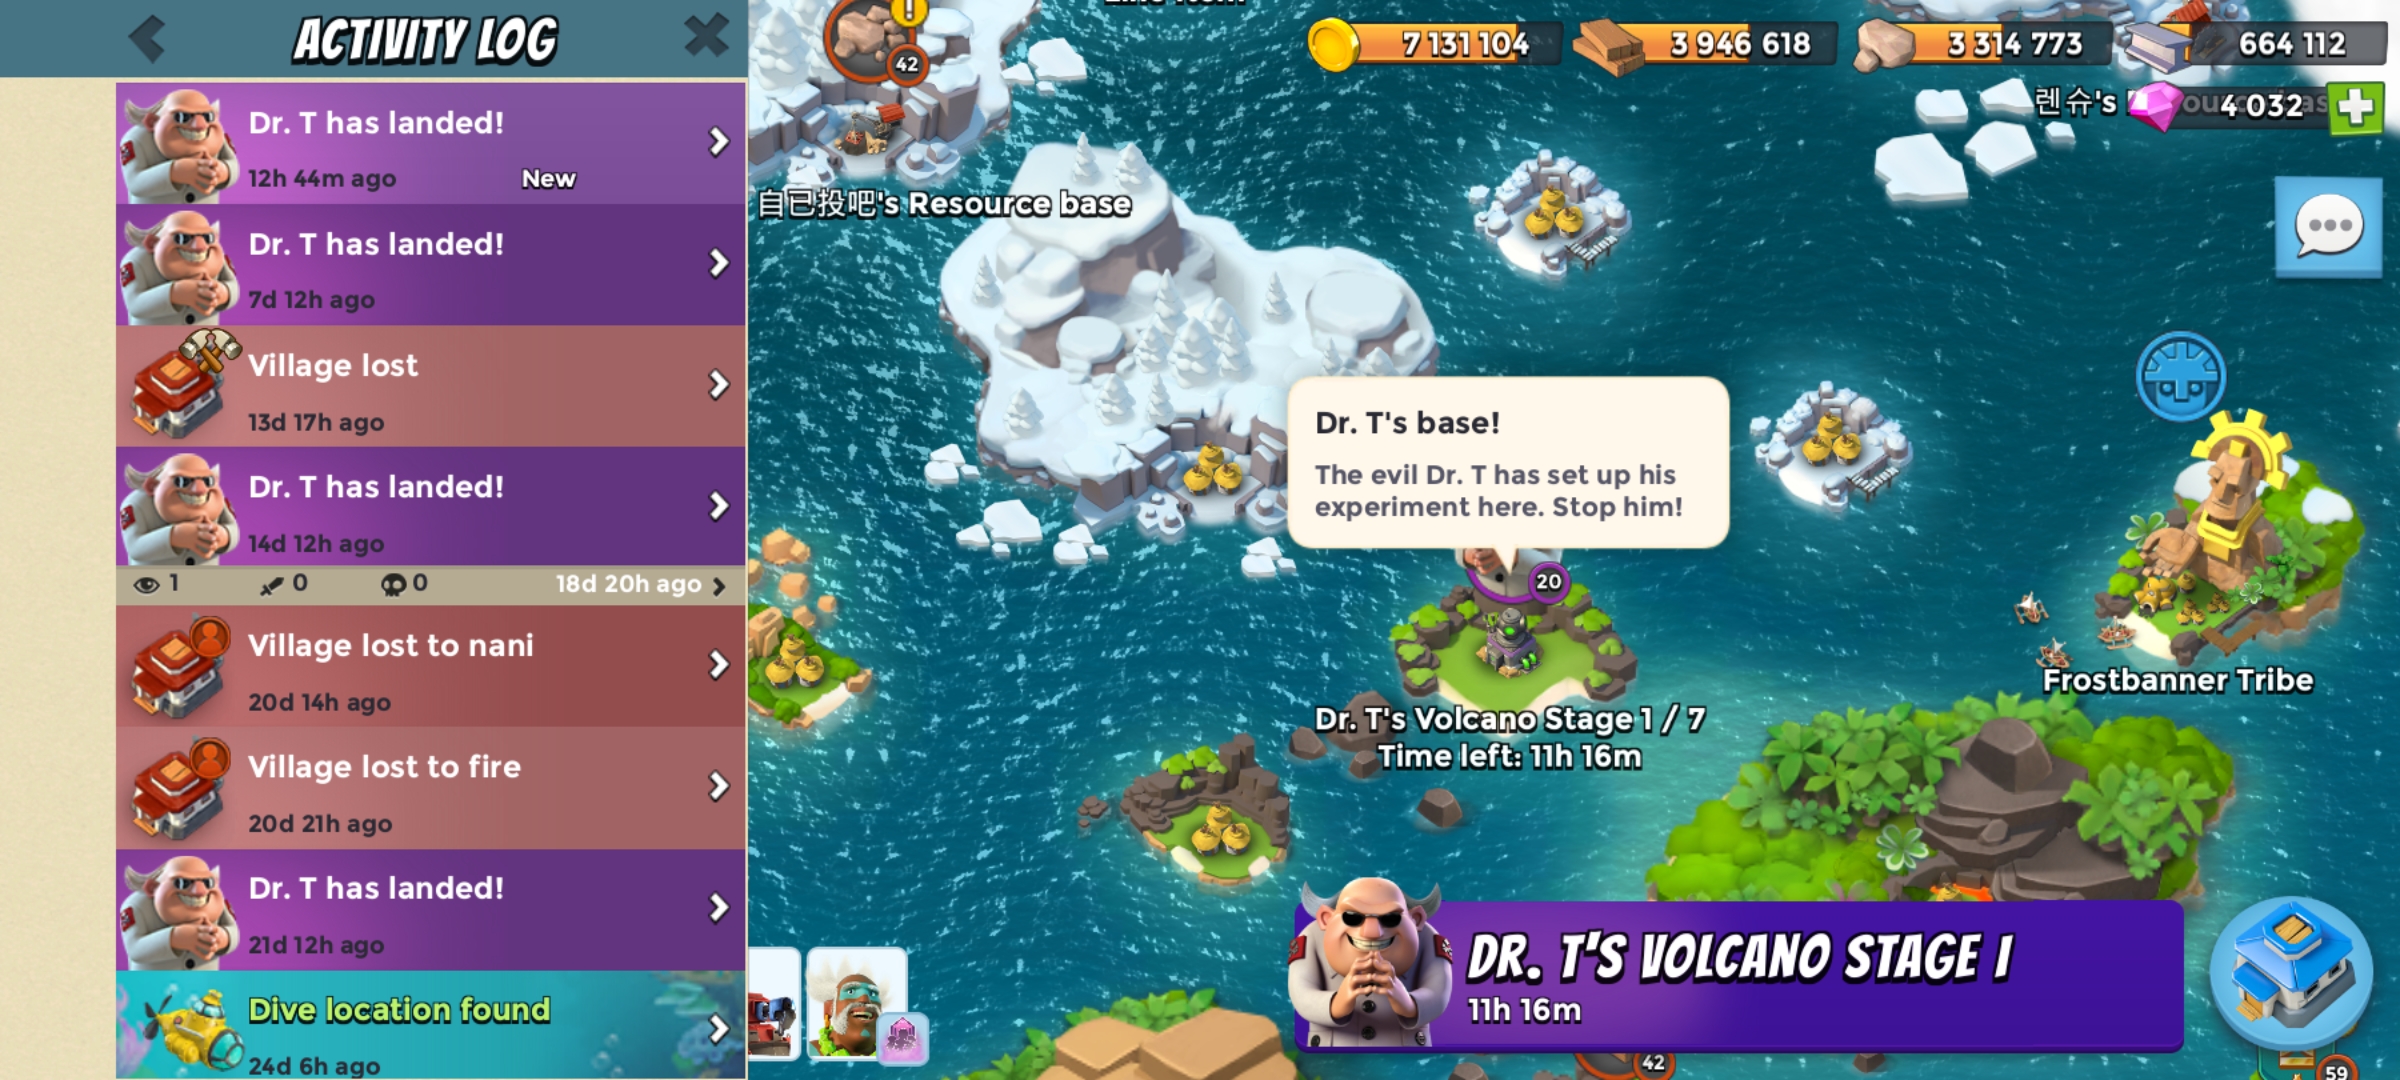 ACTIVITY LOG
Dr. T has landed!
12h 44m ago
New
Dr. T has landed!
7d 12h ago
Village lost
13d 17h ago
Dr. T has landed!
14d 12h ago
1
0
0
18d 20h ago
Village lost to nani
20d 14h ago
Village lost to fire
20d 21h ago
Dr. T has landed!
21d 12h ago
Dive location found
24d 6h ago
7 131 104
3 946 618
3 314 773
664 112
4 032
42
自已投吧's Resource base
렌슈's
Dr. T's base!
The evil Dr. T has set up his
experiment here. Stop him!
20
Dr. T's Volcano Stage 1 / 7
Time left: 11h 16m
Frostbanner Tribe
DR. T'S VOLCANO STAGE I
11h 16m
42
59